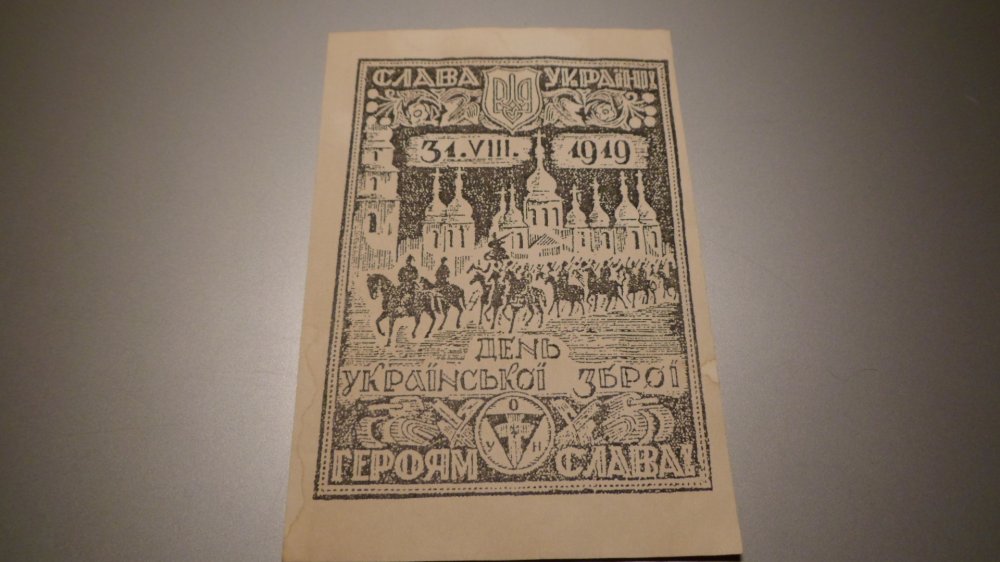 СЛАВА УКРАЇНІ!
31.VIII. 1919
ДЕНЬ
УКРАЇНСЬКОЇ ЗБРОЇ
О
У Н
ГЕРОЯМ СЛАВА!